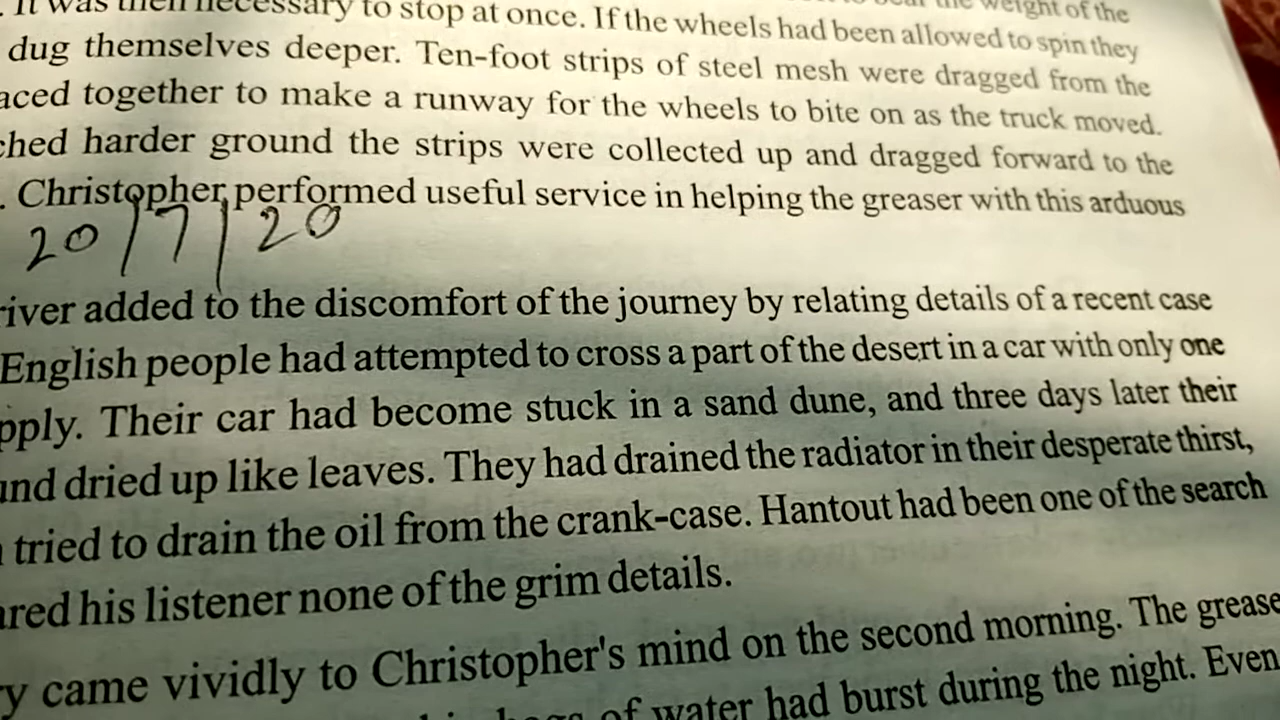 . It was then necessary to stop at once. If the wheels had been allowed to spin they
dug themselves deeper. Ten-foot strips of steel mesh were dragged from the
aced together to make a runway for the wheels to bite on as the truck moved.
ched harder ground the strips were collected up and dragged forward to the
. Christopher performed useful service in helping the greaser with this arduous
20/7/20
river added to the discomfort of the journey by relating details of a recent case
English people had attempted to cross a part of the desert in a car with only one
pply. Their car had become stuck in a sand dune, and three days later their
und dried up like leaves. They had drained the radiator in their desperate thirst,
tried to drain the oil from the crank-case. Hantout had been one of the search
ared his listener none of the grim details.
y came vividly to Christopher's mind on the second morning. The grease
of water had burst during the night. Even